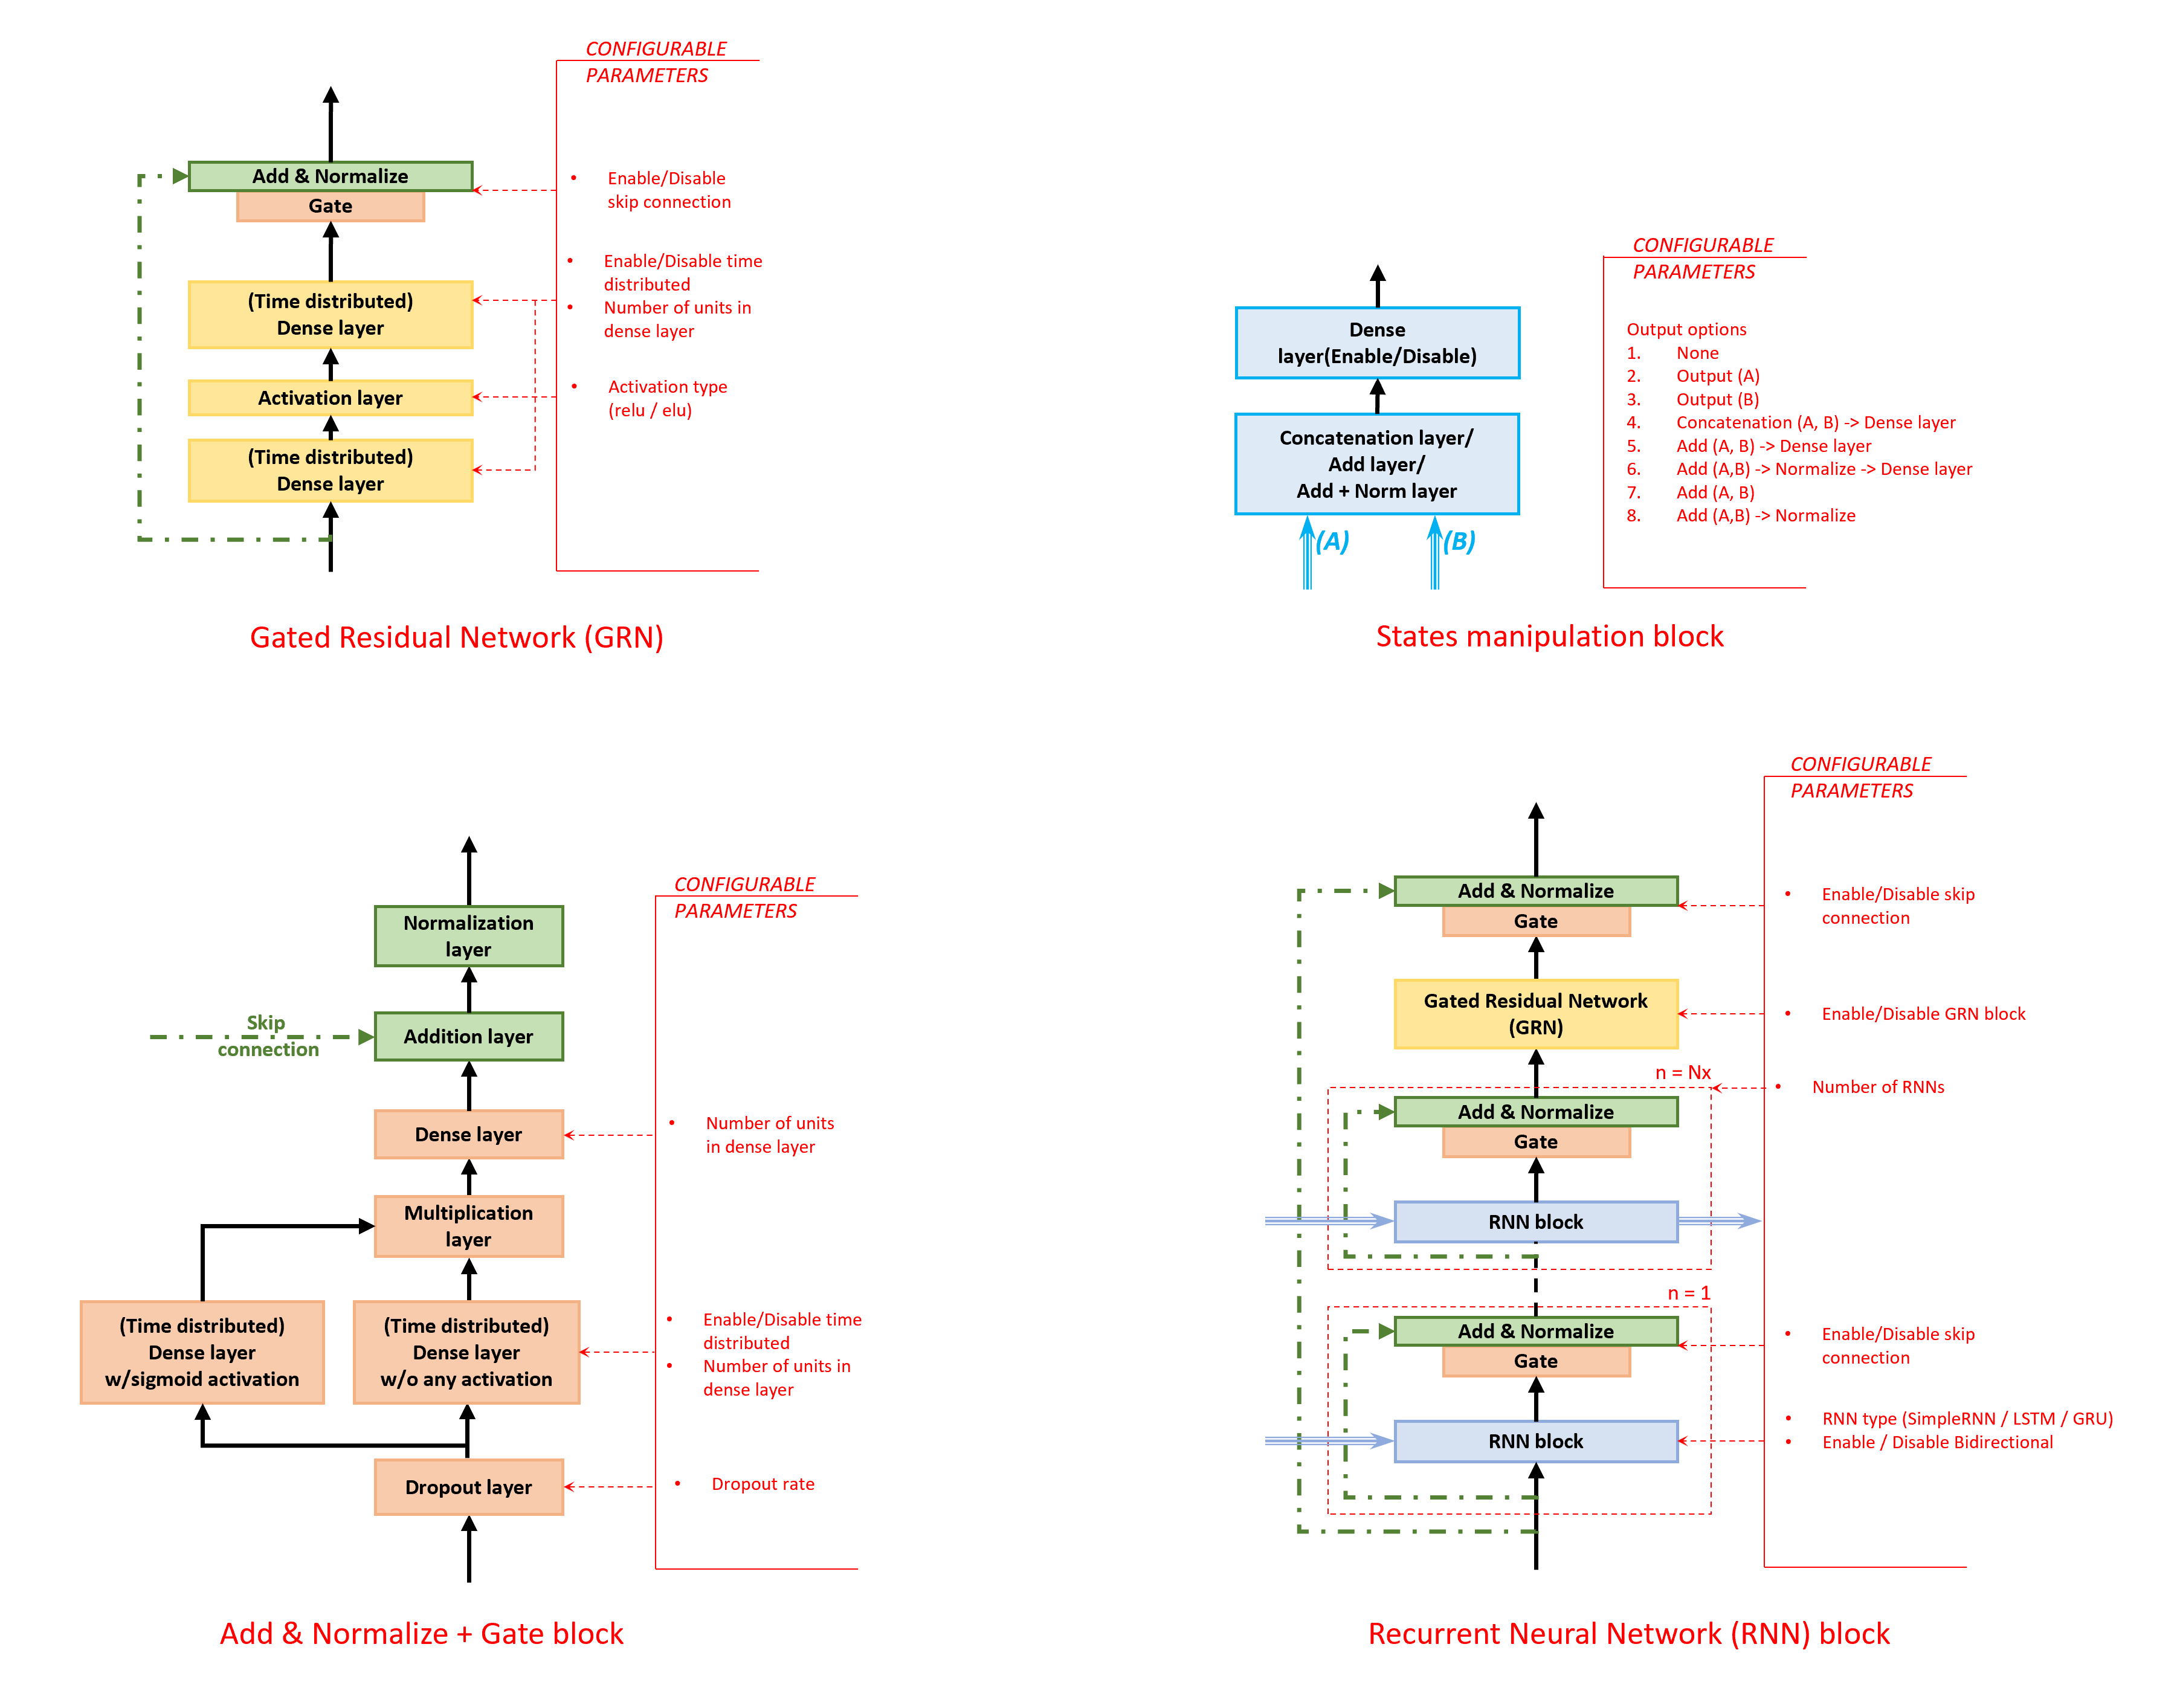 CONFIGURABLE
PARAMETERS
Add & Normalize
Gate
(Time distributed)
Dense layer
Activation layer
(Time distributed)
Dense layer
• Enable/Disable
skip connection
• Enable/Disable time
distributed
• Number of units in
dense layer
• Activation type
(relu / elu)
Gated Residual Network (GRN)
CONFIGURABLE
PARAMETERS
Dense
layer(Enable/Disable)
Concatenation layer/
Add layer/
Add + Norm layer
(A)
(B)
Output options
1. None
2. Output (A)
3. Output (B)
4. Concatenation (A, B) -> Dense layer
5. Add (A, B) -> Dense layer
6. Add (A,B) -> Normalize -> Dense layer
7. Add (A, B)
8. Add (A,B) -> Normalize
States manipulation block
CONFIGURABLE
PARAMETERS
Normalization
layer
Skip
connection
Addition layer
Dense layer
Multiplication
layer
(Time distributed)
Dense layer
w/sigmoid activation
(Time distributed)
Dense layer
w/o any activation
Dropout layer
• Number of units
in dense layer
• Enable/Disable time
distributed
• Number of units in
dense layer
• Dropout rate
Add & Normalize + Gate block
CONFIGURABLE
PARAMETERS
Add & Normalize
Gate
Gated Residual Network
(GRN)
n = Nx
Add & Normalize
Gate
RNN block
n = 1
Add & Normalize
Gate
RNN block
• Enable/Disable skip
connection
• Enable/Disable GRN block
• Number of RNNs
• Enable/Disable skip
connection
• RNN type (SimpleRNN / LSTM / GRU)
• Enable / Disable Bidirectional
Recurrent Neural Network (RNN) block